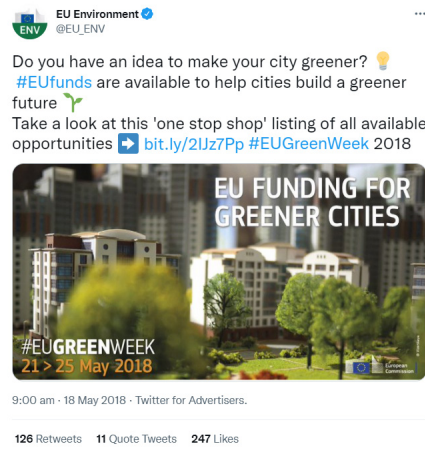 EU Environment
ENV
@EU_ENV
Do you have an idea to make your city greener?
#EUfunds are available to help cities build a greener
future
Take a look at this 'one stop shop' listing of all available
opportunities bit.ly/2IJz7Pp #EUGreenWeek 2018
EU FUNDING FOR
GREENER CITIES
#EUGREENWEEK
21 > 25 May 2018
European
Commission
9:00 am · 18 May 2018 · Twitter for Advertisers.
126 Retweets 11 Quote Tweets 247 Likes